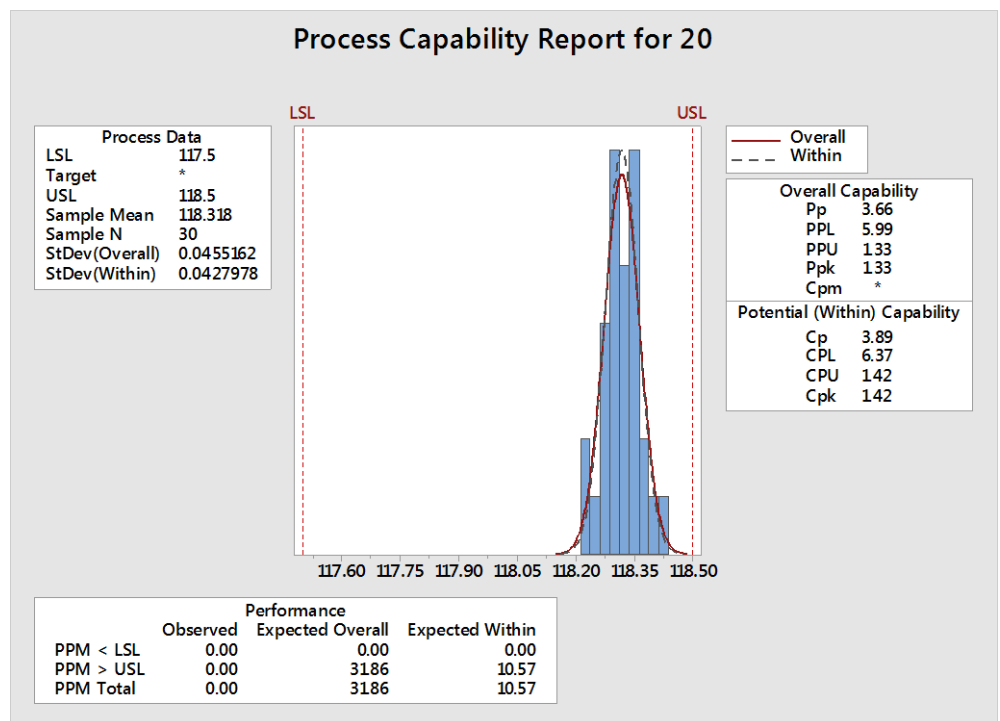 Process Capability Report for 20
LSL
USL
Process Data
LSL 117.5
Target *
USL 118.5
Sample Mean 118.318
Sample N 30
StDev(Overall) 0.0455162
StDev(Within) 0.0427978
Overall
Within
Overall Capability
Pp 3.66
PPL 5.99
PPU 1.33
Ppk 1.33
Cpm *
Potential (Within) Capability
Cp 3.89
CPL 6.37
CPU 1.42
Cpk 1.42
117.60 117.75 117.90 118.05 118.20 118.35 118.50
Performance
Observed Expected Overall Expected Within
PPM < LSL 0.00 0.00 0.00
PPM > USL 0.00 31.86 10.57
PPM Total 0.00 31.86 10.57